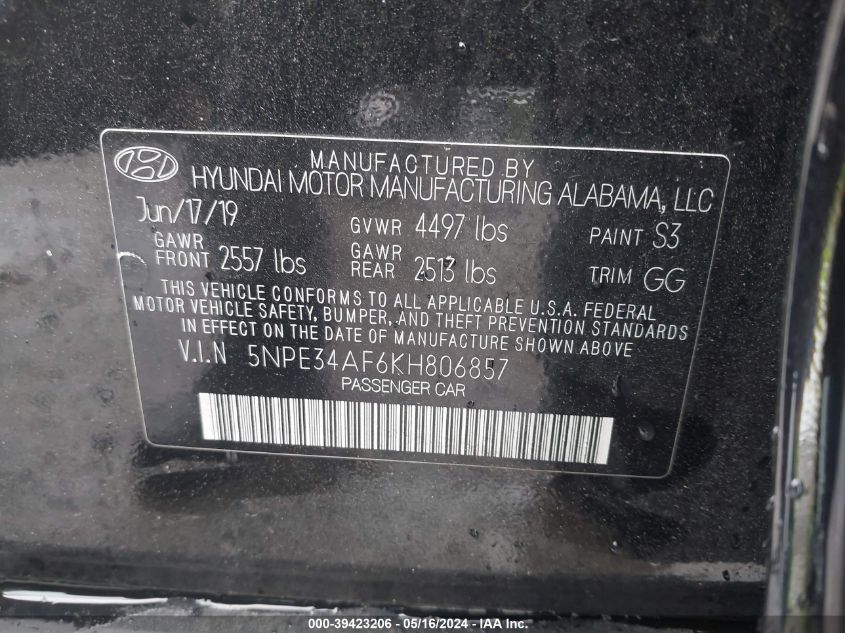 MANUFACTURED BY
HYUNDAI MOTOR MANUFACTURING ALABAMA, LLC
Jun/17/19 GVWR 4497 lbs PAINT S3
GAWR FRONT 2557 lbs GAWR REAR 2513 lbs TRIM GG
THIS VEHICLE CONFORMS TO ALL APPLICABLE U.S.A. FEDERAL
MOTOR VEHICLE SAFETY, BUMPER, AND THEFT PREVENTION STANDARDS
IN EFFECT ON THE DATE OF MANUFACTURE SHOWN ABOVE
V.I.N 5NPE34AF6KH806857
PASSENGER CAR
000-39423206 - 05/16/2024 - IAA Inc.